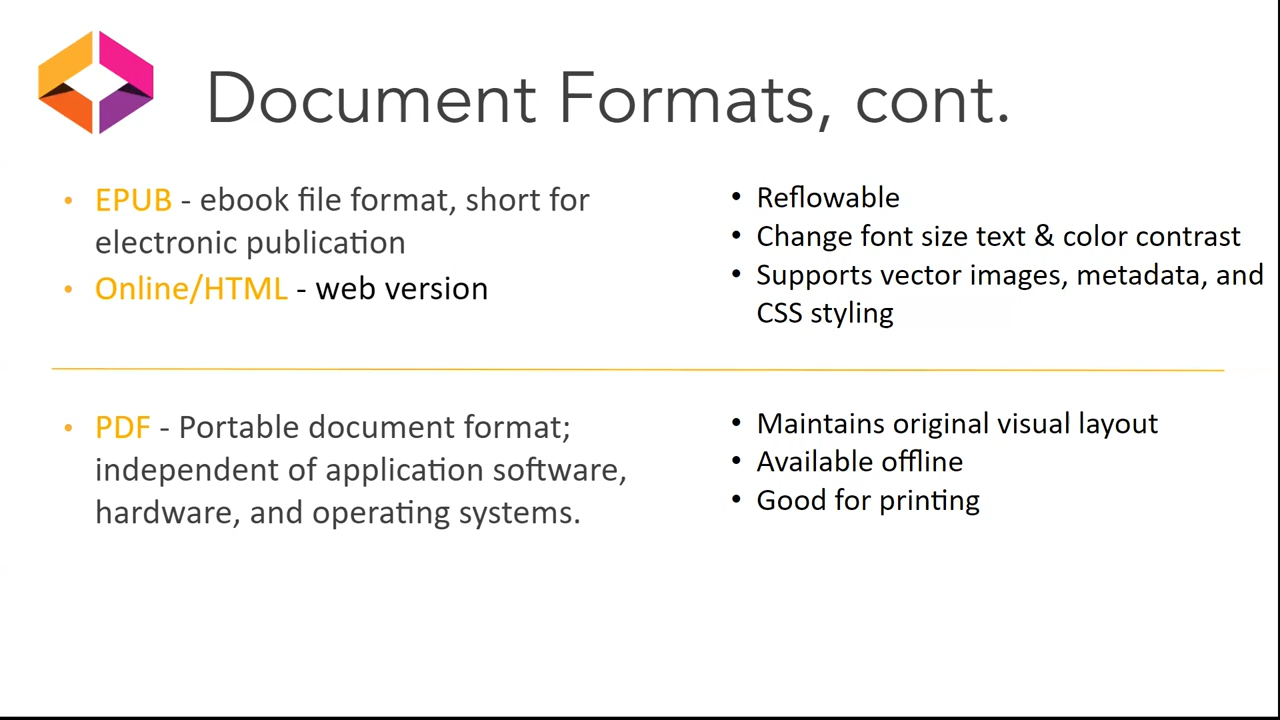 Document Formats, cont.
• EPUB - ebook file format, short for
electronic publication
• Online/HTML - web version
• Reflowable
• Change font size text & color contrast
• Supports vector images, metadata, and
CSS styling
• PDF - Portable document format;
independent of application software,
hardware, and operating systems.
• Maintains original visual layout
• Available offline
• Good for printing